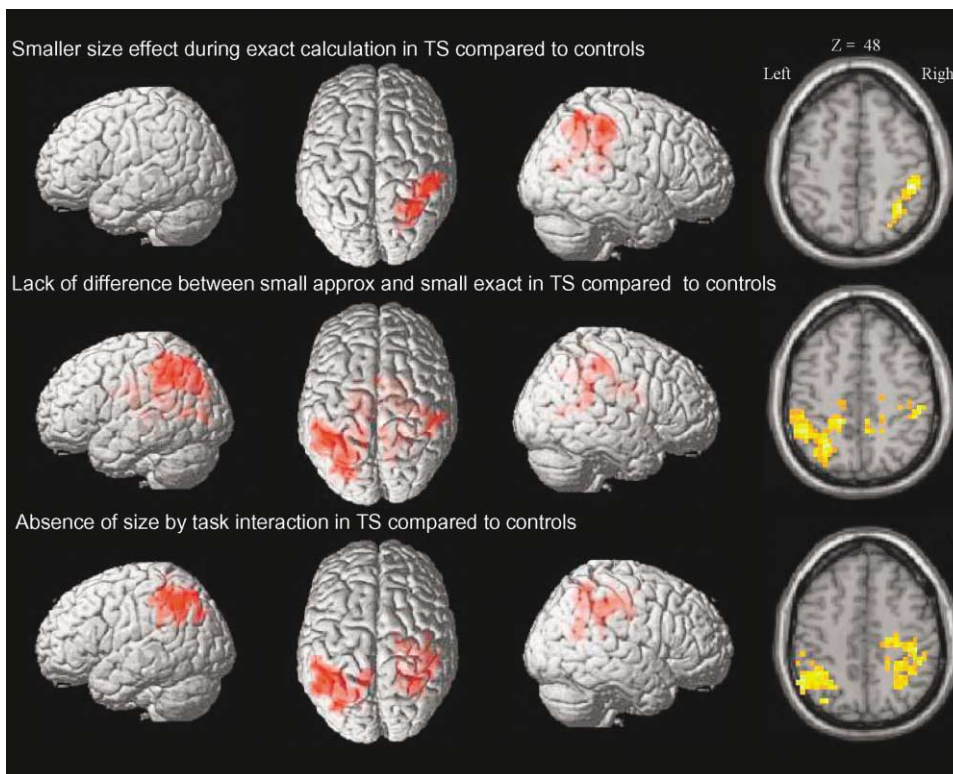 Smaller size effect during exact calculation in TS compared to controls
Z = 48
Left Right
Lack of difference between small approx and small exact in TS compared to controls
Absence of size by task interaction in TS compared to controls